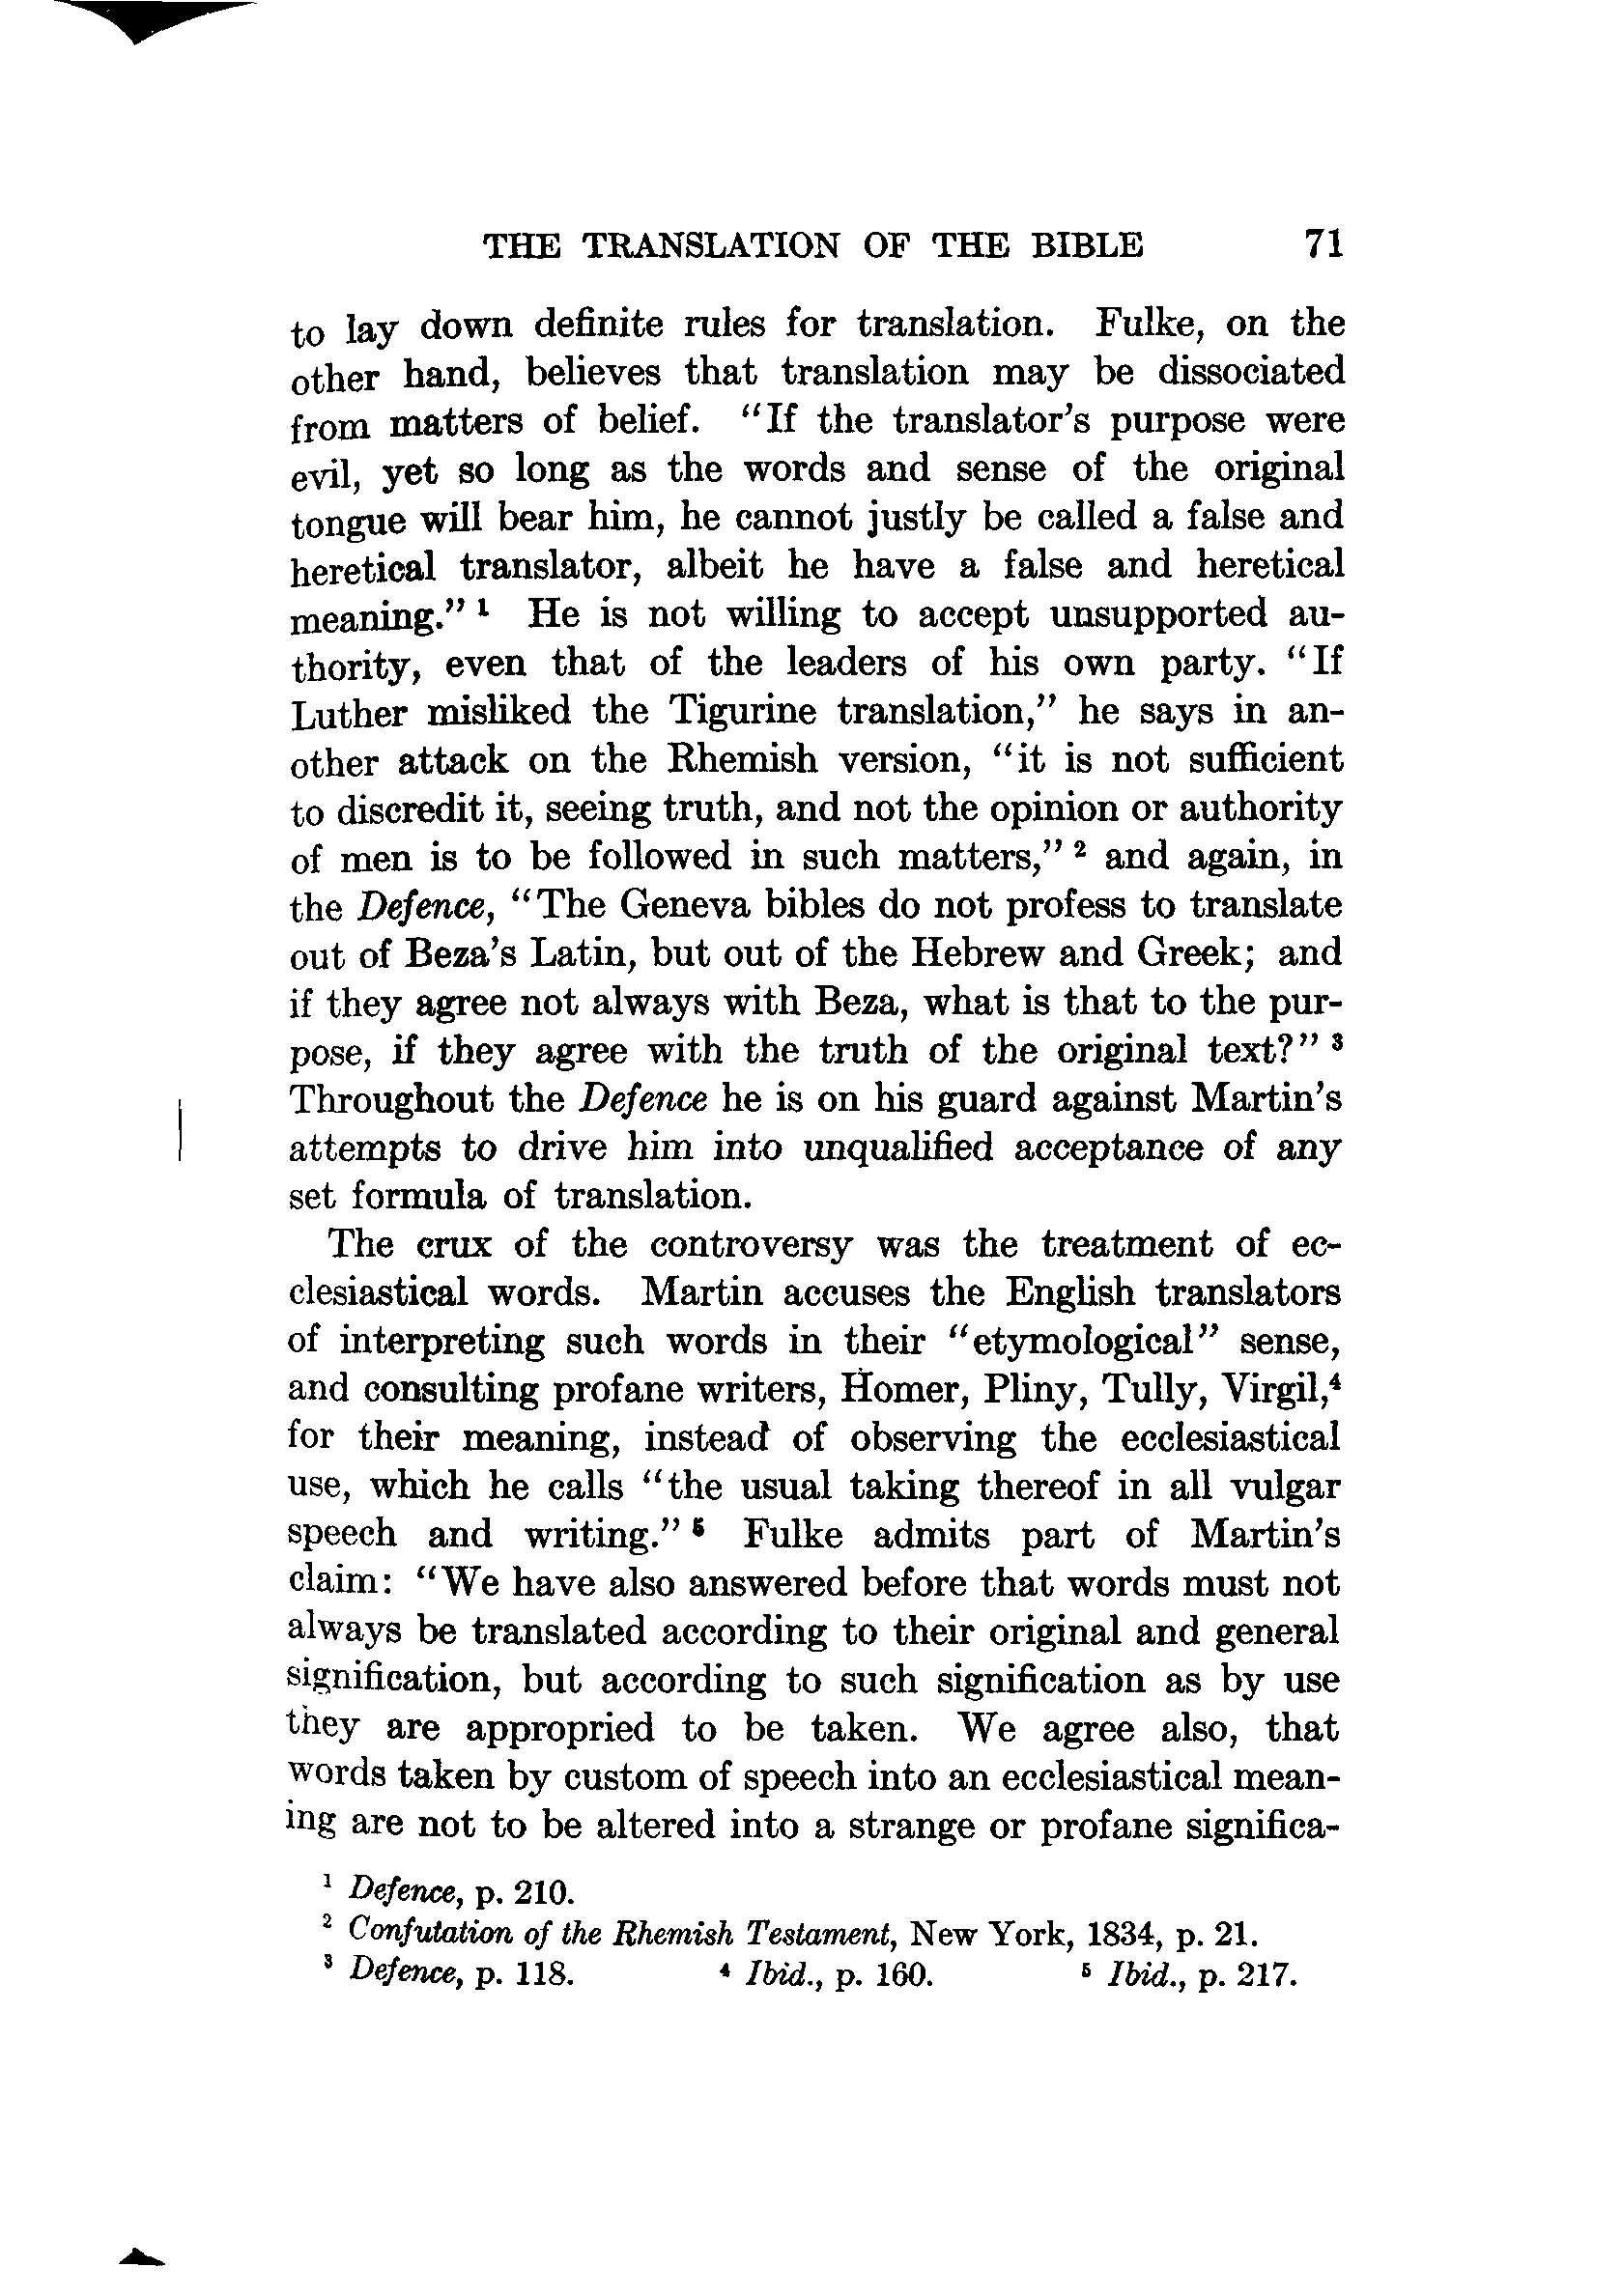 THE TRANSLATION OF THE BIBLE 71
to lay down definite rules for translation. Fulke, on the
other hand, believes that translation may be dissociated
from matters of belief. "If the translator's purpose were
evil, yet so long as the words and sense of the original
tongue will bear him, he cannot justly be called a false and
heretical translator, albeit he have a false and heretical
meaning." ¹ He is not willing to accept unsupported au-
thority, even that of the leaders of his own party. "If
Luther misliked the Tigurine translation," he says in an-
other attack on the Rhemish version, "it is not sufficient
to discredit it, seeing truth, and not the opinion or authority
of men is to be followed in such matters," ² and again, in
the Defence, "The Geneva bibles do not profess to translate
out of Beza's Latin, but out of the Hebrew and Greek; and
if they agree not always with Beza, what is that to the pur-
pose, if they agree with the truth of the original text?" ³
Throughout the Defence he is on his guard against Martin's
attempts to drive him into unqualified acceptance of any
set formula of translation.
The crux of the controversy was the treatment of ec-
clesiastical words. Martin accuses the English translators
of interpreting such words in their "etymological" sense,
and consulting profane writers, Homer, Pliny, Tully, Virgil,⁴
for their meaning, instead of observing the ecclesiastical
use, which he calls "the usual taking thereof in all vulgar
speech and writing." ⁵ Fulke admits part of Martin's
claim: "We have also answered before that words must not
always be translated according to their original and general
signification, but according to such signification as by use
they are appropried to be taken. We agree also, that
words taken by custom of speech into an ecclesiastical mean-
ing are not to be altered into a strange or profane significa-
¹ Defence, p. 210.
² Confutation of the Rhemish Testament, New York, 1834, p. 21.
³ Defence, p. 118. ⁴ Ibid., p. 160. ⁵ Ibid., p. 217.